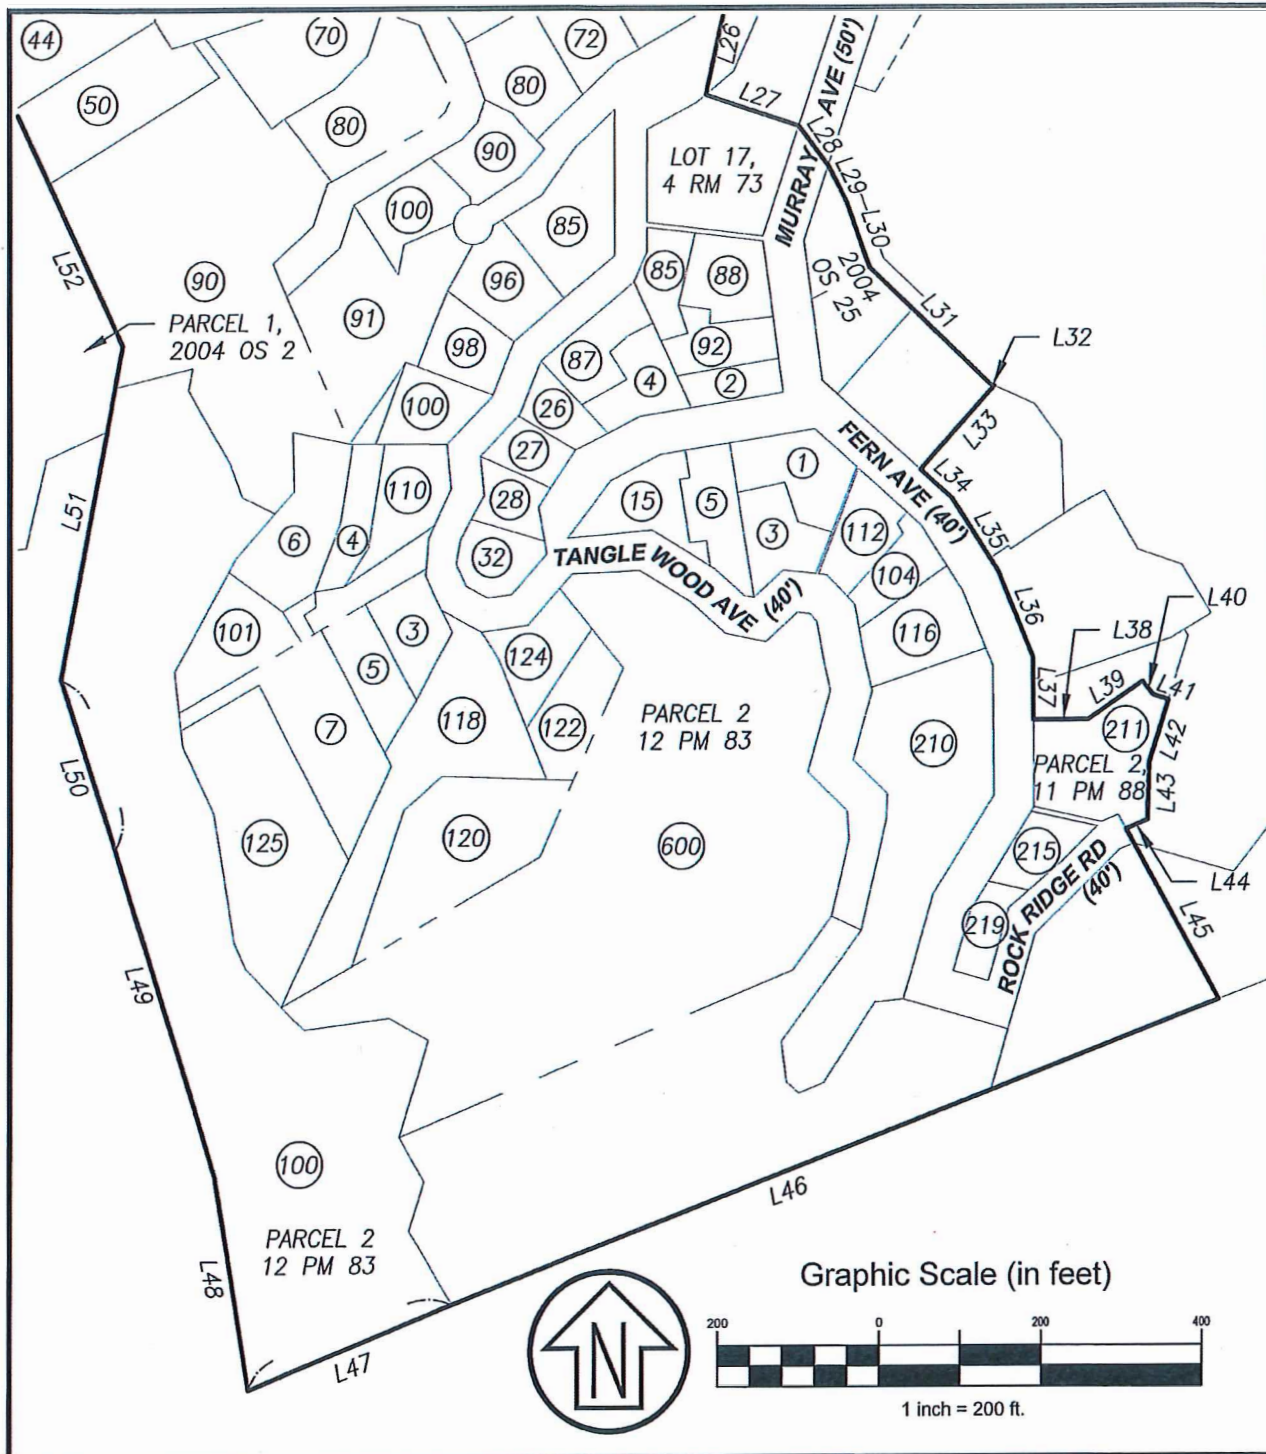 44
70
72
L26
AVE (50')
50
80
80
L27
L28
90
LOT 17,
4 RM 73
MURRAY
L29
100
85
L30
L52
90
85
88
2004
OS 25
96
L31
PARCEL 1,
2004 OS 2
91
98
87
92
L32
4
2
100
26
L33
27
FERN AVE (40')
1
L34
110
28
15
5
L51
6
4
3
112
L35
32
TANGLE WOOD AVE (40')
104
L36
L40
101
3
116
L38
5
124
L37
L39
L41
7
118
122
PARCEL 2
12 PM 83
210
211
L42
L50
PARCEL 2,
11 PM 88
L43
125
120
600
215
ROCK RIDGE RD
(40')
L44
219
L45
L49
100
L46
PARCEL 2
12 PM 83
L48
L47
N
Graphic Scale (in feet)
200 0 200 400
1 inch = 200 ft.